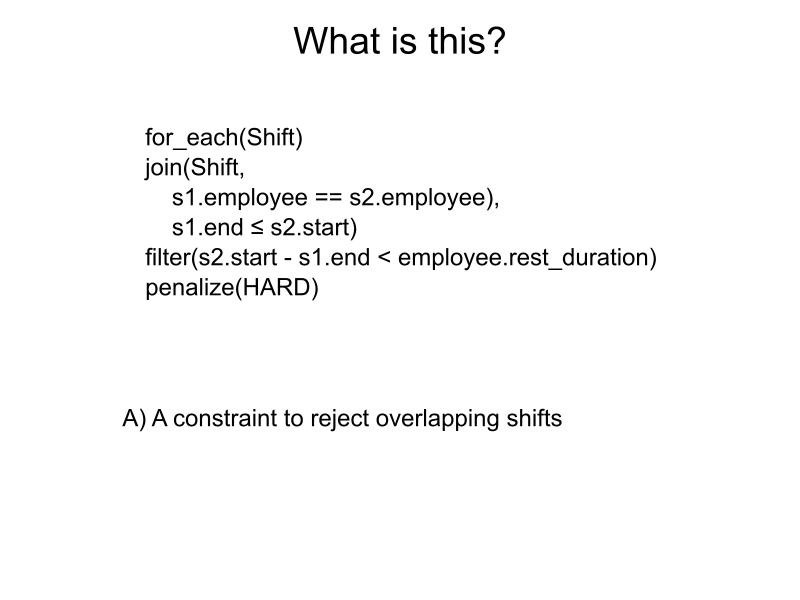 What is this?
for_each(Shift)
join(Shift,
s1.employee == s2.employee),
s1.end ≤ s2.start)
filter(s2.start - s1.end < employee.rest_duration)
penalize(HARD)
A) A constraint to reject overlapping shifts